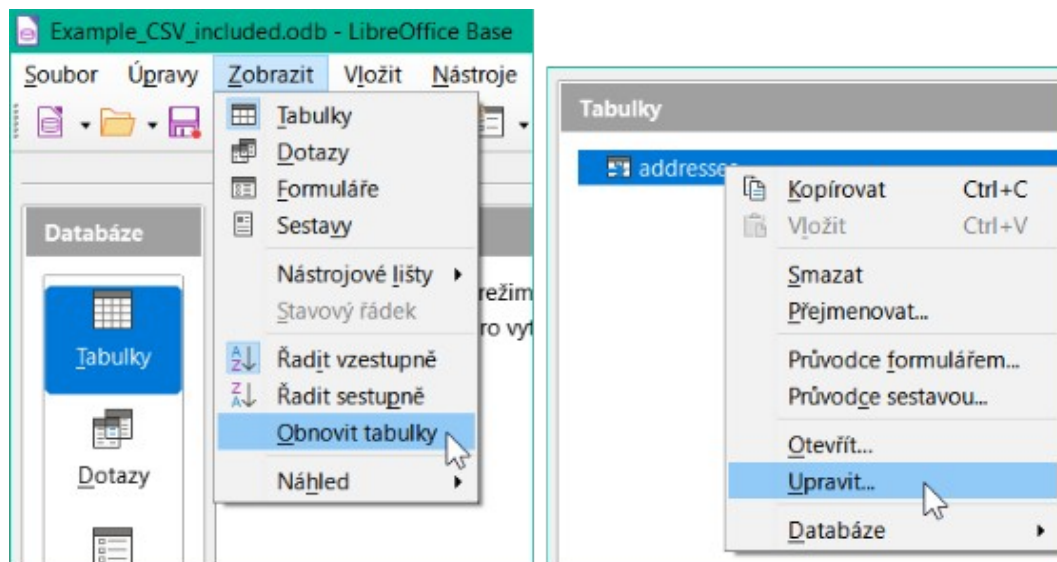 Example_CSV_included.odb - LibreOffice Base
Soubor Úpravy Zobrazit Vložit Nástroje
Tabulky
Dotazy
Formuláře
Sestavy
Nástrojové lišty
Stavový řádek
Řadit vzestupně
Řadit sestupně
Obnovit tabulky
Náhled
Databáze
Tabulky
Dotazy
režim
ro
Tabulky
addresses
Kopírovat Ctrl+C
Vložit Ctrl+V
Smazat
Přejmenovat...
Průvodce formulářem...
Průvodce sestavou...
Otevřít...
Upravit...
Databáze